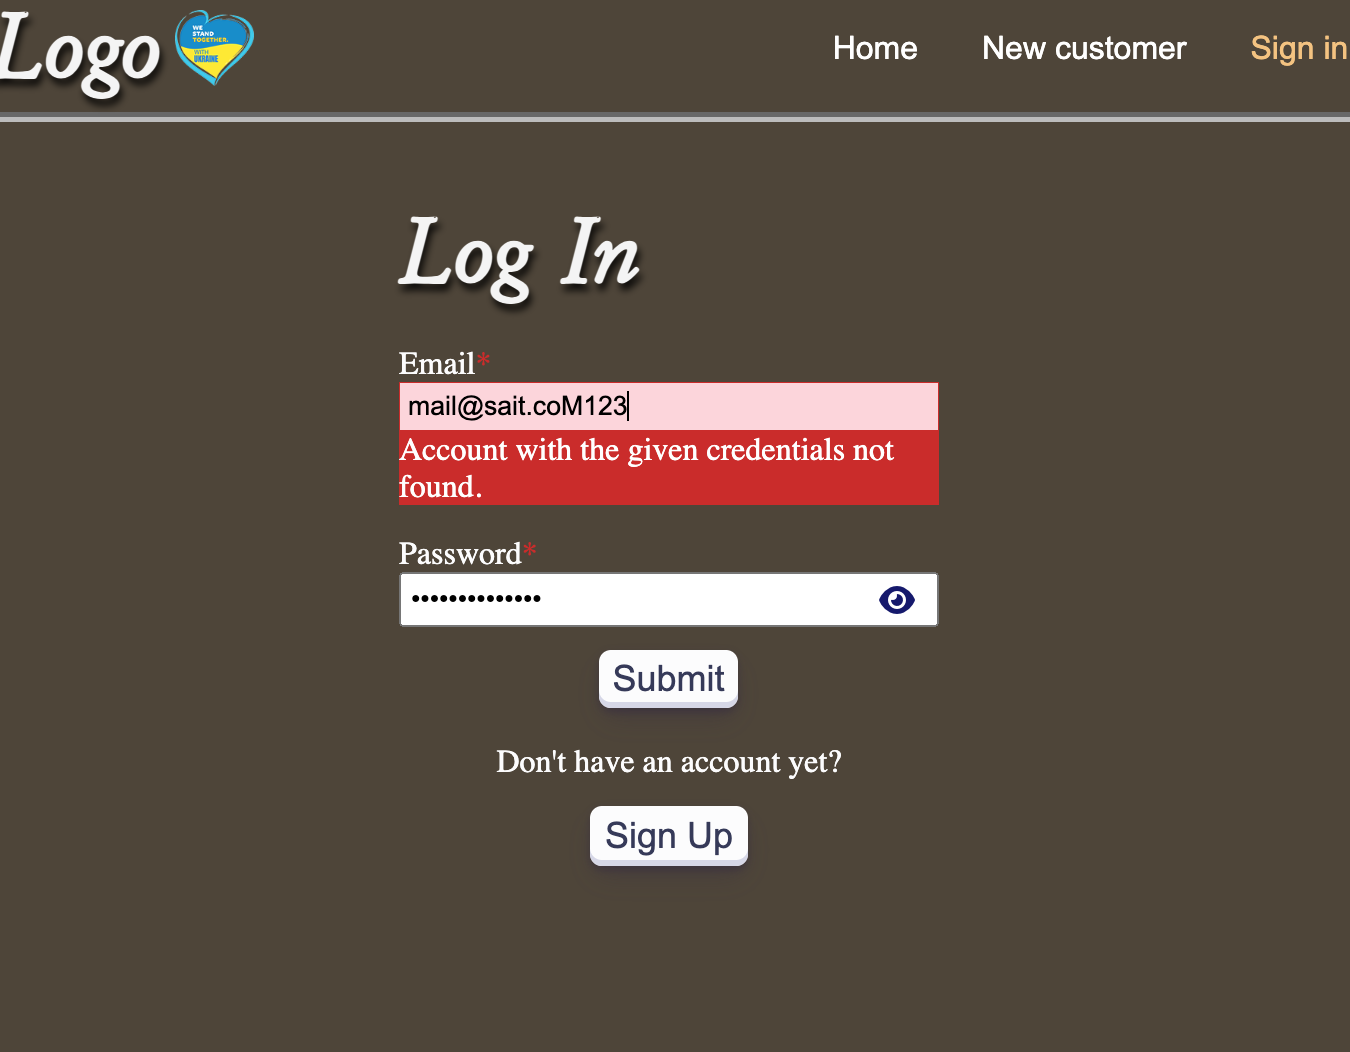 Logo
WE
STAND
TOGETHER.
WITH
UKRAINE
Home New customer Sign in
Log In
Email*
mail@sait.coM123
Account with the given credentials not
found.
Password*
••••••••••••••
Submit
Don't have an account yet?
Sign Up